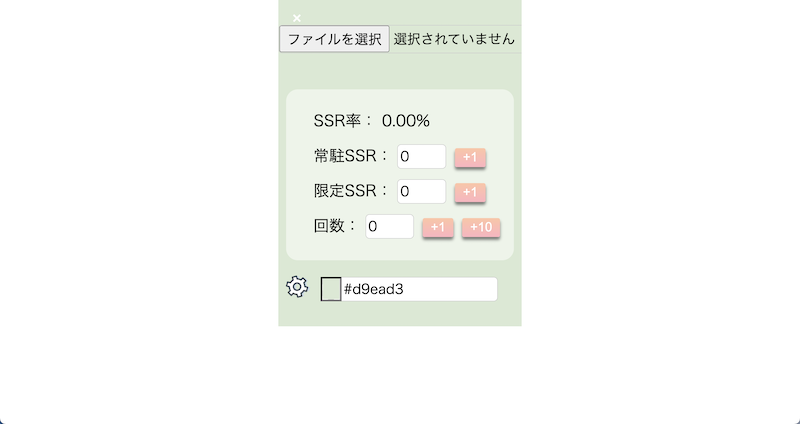 ×
ファイルを選択 選択されていません
SSR率： 0.00%
常駐SSR： 0 +1
限定SSR： 0 +1
回数： 0 +1 +10
#d9ead3